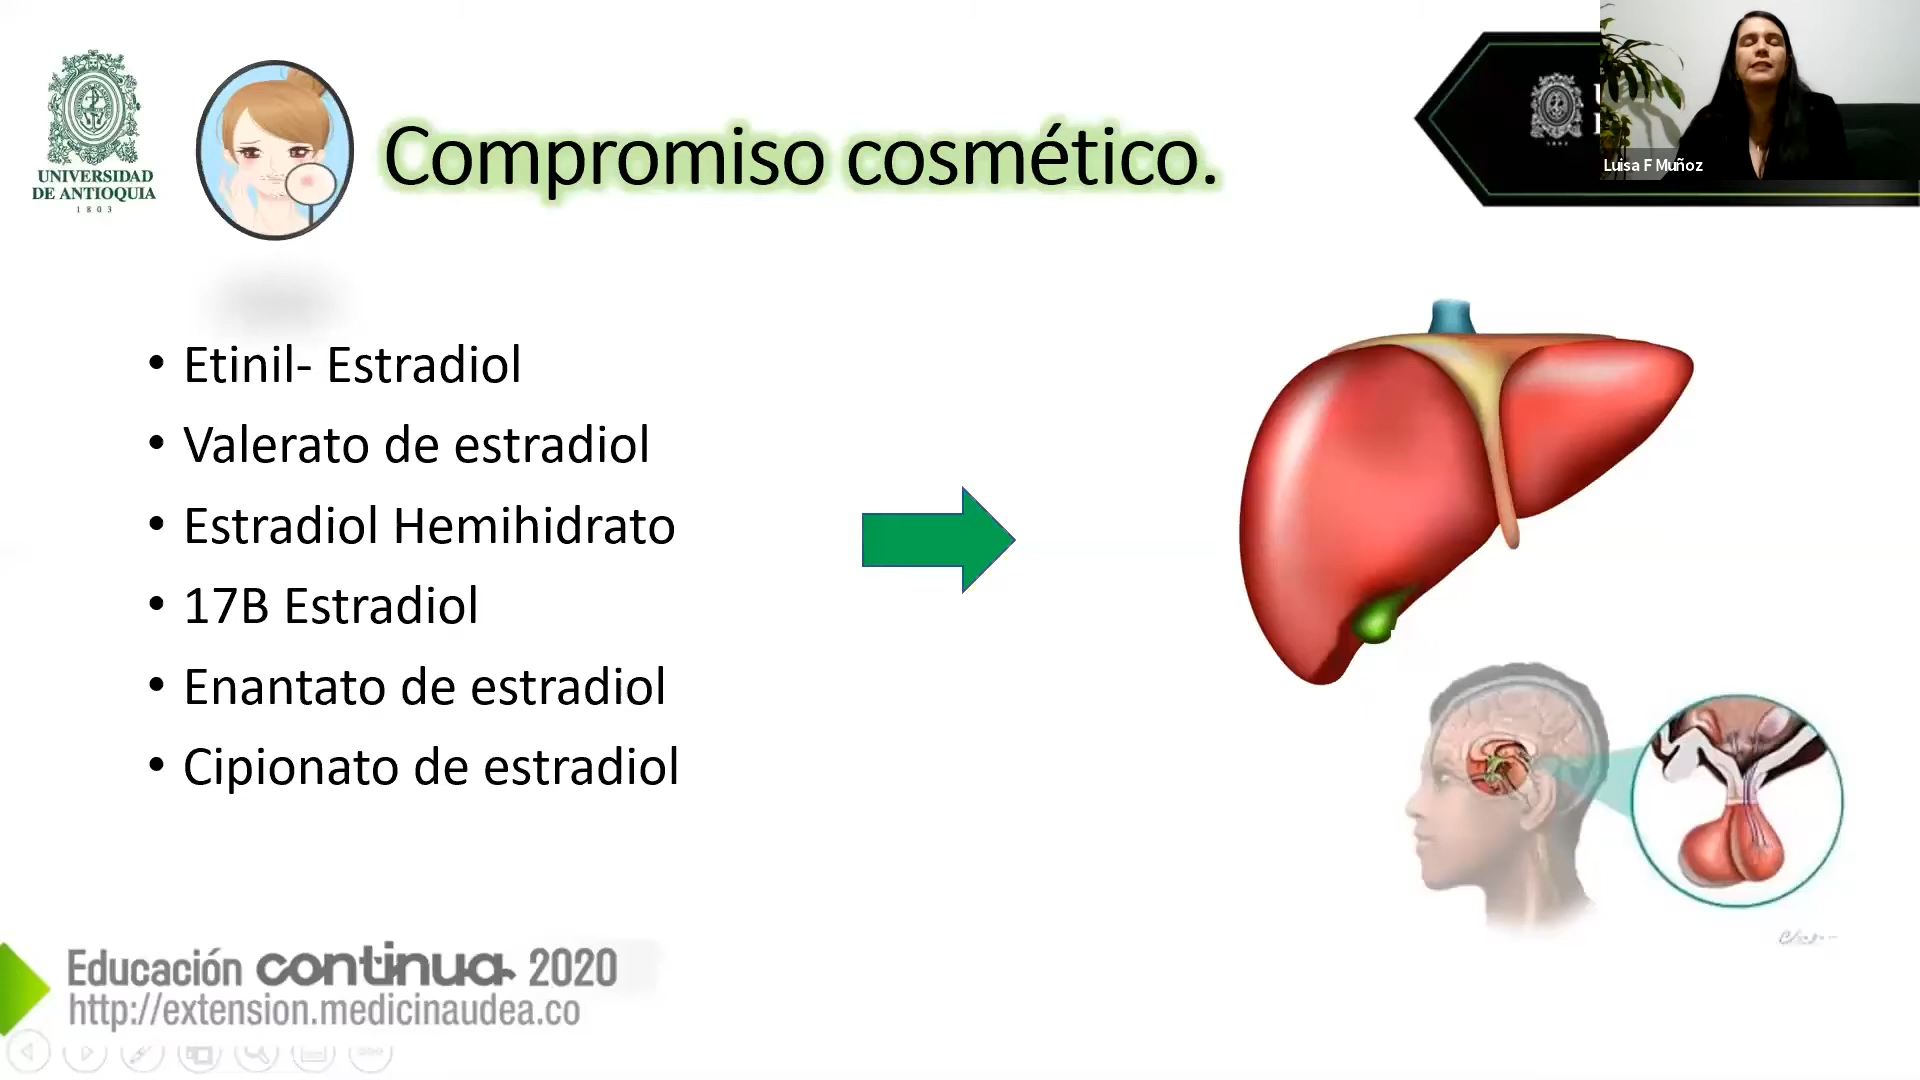 UNIVERSIDAD
DE ANTIOQUIA
1803
Compromiso cosmético.
Luisa F Muñoz
• Etinil- Estradiol
• Valerato de estradiol
• Estradiol Hemihidrato
• 17B Estradiol
• Enantato de estradiol
• Cipionato de estradiol
Educación continua 2020
http://extension.medicinaudea.co